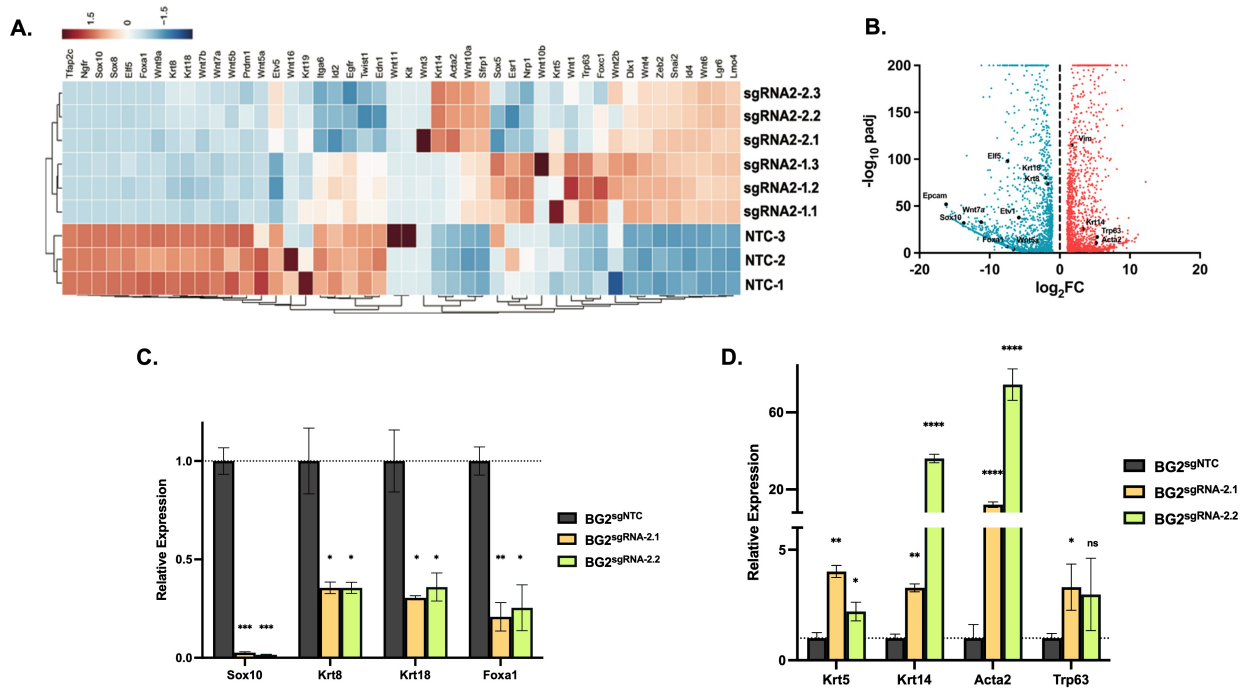 A.
1.5 0 −1.5
Tfap2c Ngfr Sox10 Sox8 Elf5 Foxa1 Wnt9a Krt8 Krt18 Wnt7b Wnt7a Wnt5b Prdm1 Wnt5a Etv5 Wnt16 Krt19 Itga6 Id2 Egfr Twist1 Edn1 Wnt11 Kit Wnt3 Krt14 Acta2 Wnt10a Sfrp1 Sox5 Esr1 Nrp1 Wnt10b Krt5 Wnt1 Trp63 Foxc1 Wnt2b Dlx1 Wnt4 Zeb2 Snai2 Id4 Wnt6 Lgr6 Lmo4
sgRNA2-2.3
sgRNA2-2.2
sgRNA2-2.1
sgRNA2-1.3
sgRNA2-1.2
sgRNA2-1.1
NTC-3
NTC-2
NTC-1
B.
-log10 padj
200
150
100
50
0
-20 -10 0 10 20
log2FC
Vim
Elf5
Krt18
Krt8
Epcam
Sox10
Wnt7a
Etv1
Foxa1
Wnt5a
Krt14
Trp63
Acta2
C.
Relative Expression
1.0
0.5
0.0
*** *** * * * * ** *
Sox10 Krt8 Krt18 Foxa1
BG2sgNTC
BG2sgRNA-2.1
BG2sgRNA-2.2
D.
Relative Expression
60
20
5
0
** * ** **** **** **** * ns
Krt5 Krt14 Acta2 Trp63
BG2sgNTC
BG2sgRNA-2.1
BG2sgRNA-2.2